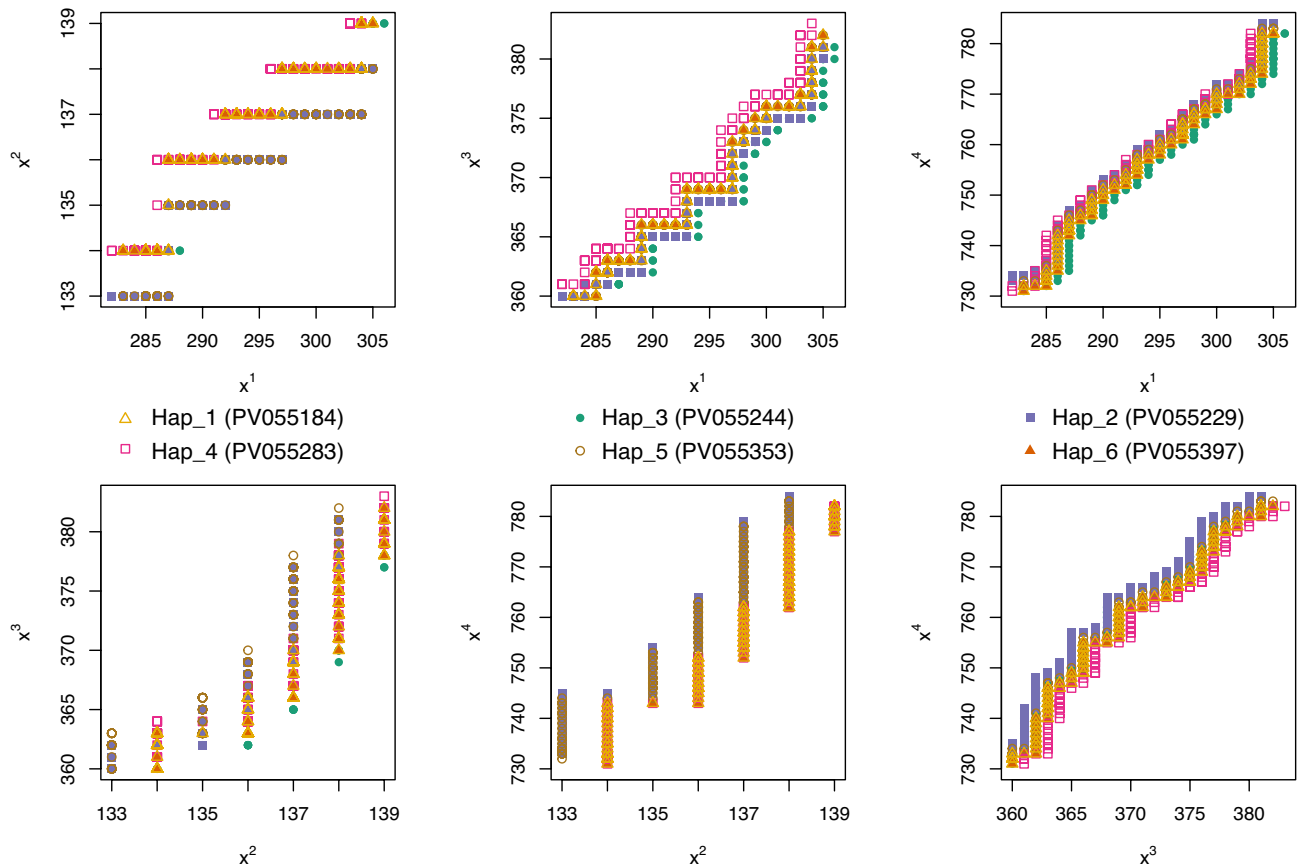 139
137
135
133
x²
285 290 295 300 305
x¹
380
375
370
365
360
x³
285 290 295 300 305
x¹
780
770
760
750
740
730
x⁴
285 290 295 300 305
x¹
Hap_1 (PV055184)
Hap_3 (PV055244)
Hap_2 (PV055229)
Hap_4 (PV055283)
Hap_5 (PV055353)
Hap_6 (PV055397)
380
375
370
365
360
x³
133 135 137 139
x²
780
770
760
750
740
730
x⁴
133 135 137 139
x²
780
770
760
750
740
730
x⁴
360 365 370 375 380
x³